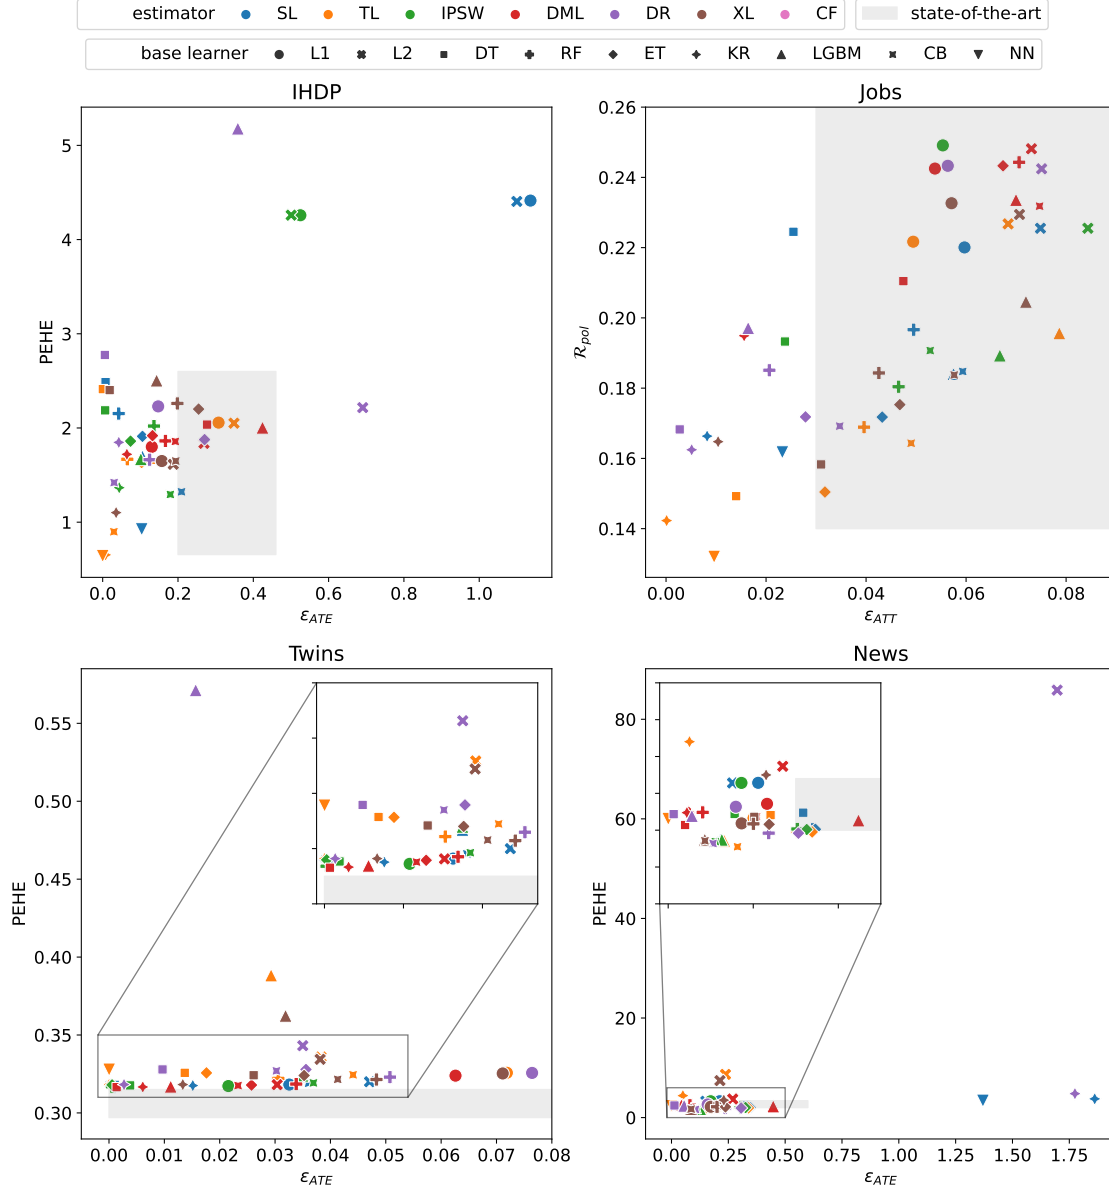 estimator SL TL IPSW DML DR XL CF state-of-the-art
base learner L1 L2 DT RF ET KR LGBM CB NN
IHDP
PEHE
5
4
3
2
1
0.0 0.2 0.4 0.6 0.8 1.0
εATE
Jobs
Rpol
0.26
0.24
0.22
0.20
0.18
0.16
0.14
0.00 0.02 0.04 0.06 0.08
εATT
Twins
PEHE
0.55
0.50
0.45
0.40
0.35
0.30
0.00 0.01 0.02 0.03 0.04 0.05 0.06 0.07 0.08
εATE
News
PEHE
80
60
40
20
0
0.00 0.25 0.50 0.75 1.00 1.25 1.50 1.75
εATE